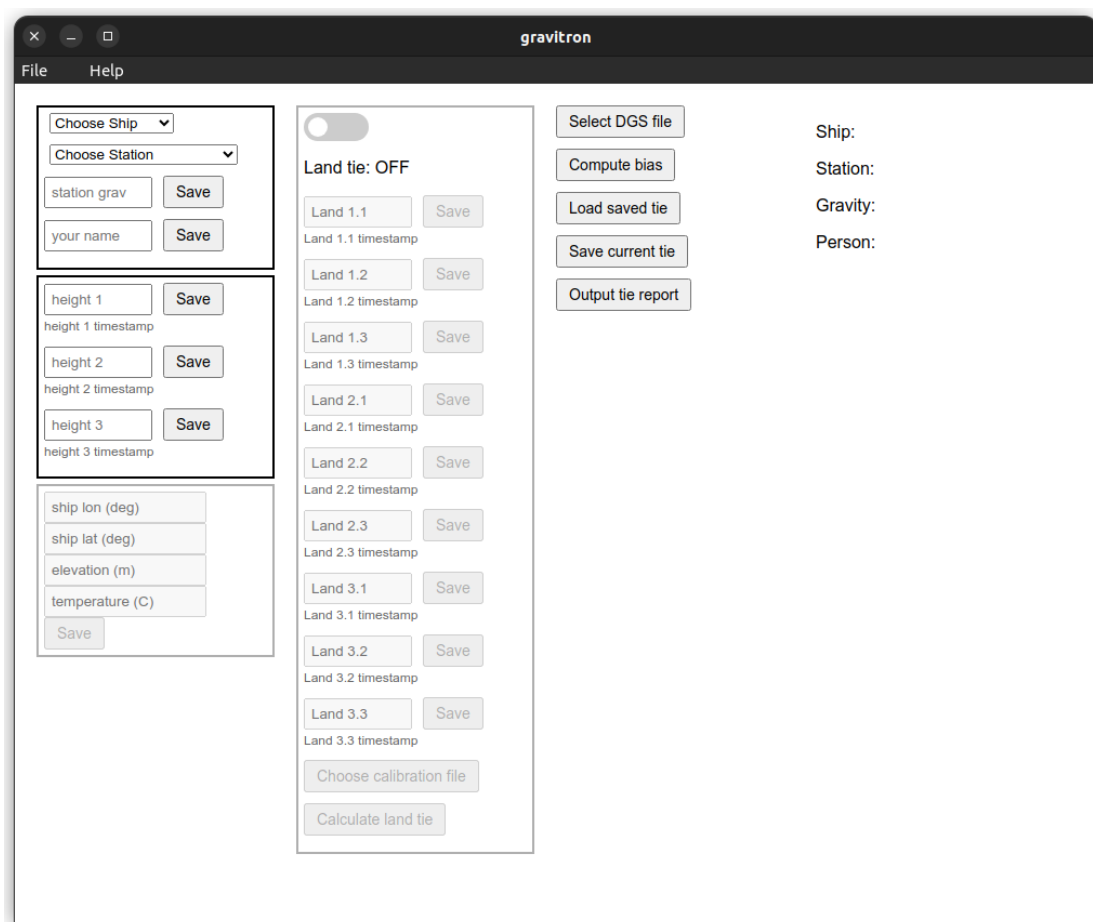 gravitron
File Help
Choose Ship
Choose Station
station grav Save
your name Save
height 1 Save
height 1 timestamp
height 2 Save
height 2 timestamp
height 3 Save
height 3 timestamp
ship lon (deg)
ship lat (deg)
elevation (m)
temperature (C)
Save
Land tie: OFF
Land 1.1 Save
Land 1.1 timestamp
Land 1.2 Save
Land 1.2 timestamp
Land 1.3 Save
Land 1.3 timestamp
Land 2.1 Save
Land 2.1 timestamp
Land 2.2 Save
Land 2.2 timestamp
Land 2.3 Save
Land 2.3 timestamp
Land 3.1 Save
Land 3.1 timestamp
Land 3.2 Save
Land 3.2 timestamp
Land 3.3 Save
Land 3.3 timestamp
Choose calibration file
Calculate land tie
Select DGS file
Compute bias
Load saved tie
Save current tie
Output tie report
Ship:
Station:
Gravity:
Person: